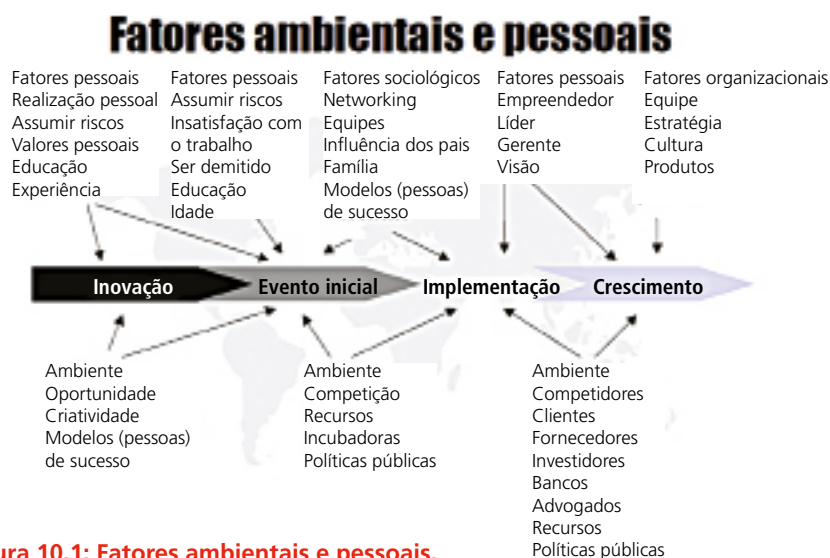 Fatores ambientais e pessoais
Fatores pessoais
Realização pessoal
Assumir riscos
Valores pessoais
Educação
Experiência
Fatores pessoais
Assumir riscos
Insatisfação com
o trabalho
Ser demitido
Educação
Idade
Fatores sociológicos
Networking
Equipes
Influência dos pais
Família
Modelos (pessoas)
de sucesso
Fatores pessoais
Empreendedor
Líder
Gerente
Visão
Fatores organizacionais
Equipe
Estratégia
Cultura
Produtos
Inovação
Evento inicial
Implementação
Crescimento
Ambiente
Oportunidade
Criatividade
Modelos (pessoas)
de sucesso
Ambiente
Competição
Recursos
Incubadoras
Políticas públicas
Ambiente
Competidores
Clientes
Fornecedores
Investidores
Bancos
Advogados
Recursos
Políticas públicas
ura 10.1: Fatores ambientais e pessoais.